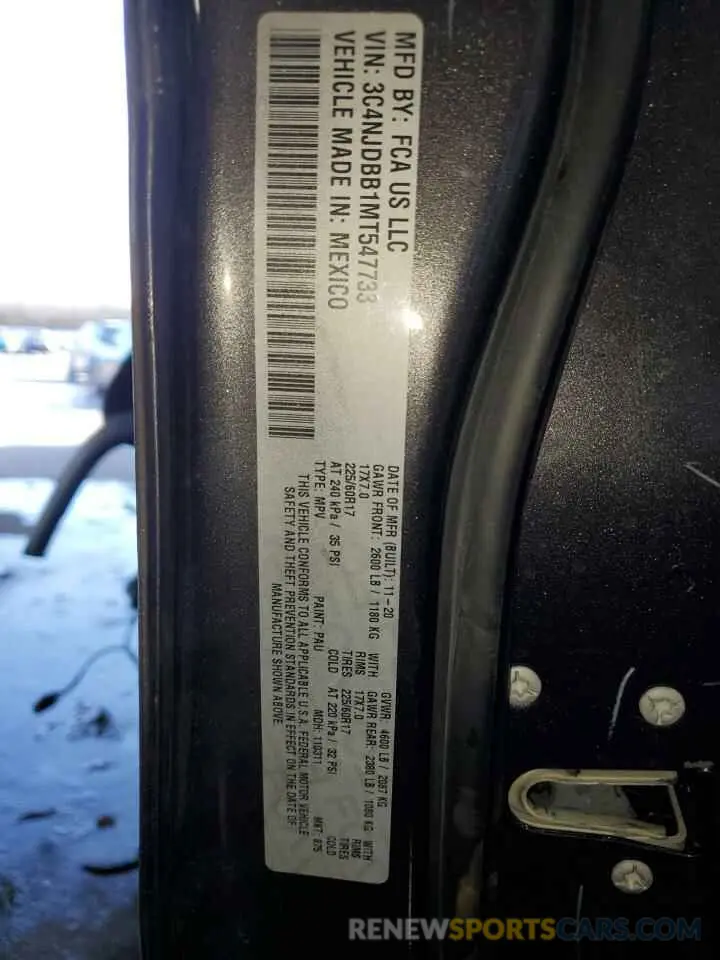 MFD BY: FCA US LLC
VIN: 3C4NJDBB1MT547733
VEHICLE MADE IN: MEXICO
DATE OF MFR (BUILT): 11-20 GVWR: 4600 LB / 2087 KG
GAWR FRONT: 2600 LB / 1180 KG WITH GAWR REAR: 2380 LB / 1080 KG WITH
17X7.0 RIMS 17X7.0 RIMS
225/60R17 TIRES 225/60R17 TIRES
AT 240 kPa / 35 PSI COLD AT 220 kPa / 32 PSI COLD
TYPE: MPV PAINT: PAU MDH: 110311 MKT: 875
THIS VEHICLE CONFORMS TO ALL APPLICABLE U.S.A. FEDERAL MOTOR VEHICLE
SAFETY AND THEFT PREVENTION STANDARDS IN EFFECT ON THE DATE OF
MANUFACTURE SHOWN ABOVE.
RENEWSPORTSCARS.COM